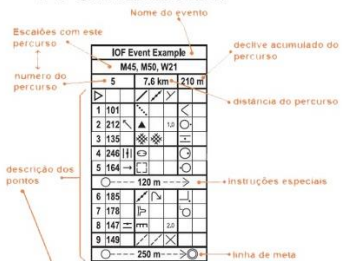 Nome do evento
Escalões com este
percurso
IOF Event Example
declive acumulado do
percurso
M45, M50, W21
numero do
percurso
5 7,6 km 210 m
distância do percurso
1 101
2 212 1,0
3 135
4 246
5 164
descrição dos
pontos
120 m
instruções especiais
6 185
7 178
8 147 2,0
9 149
250 m
linha de meta